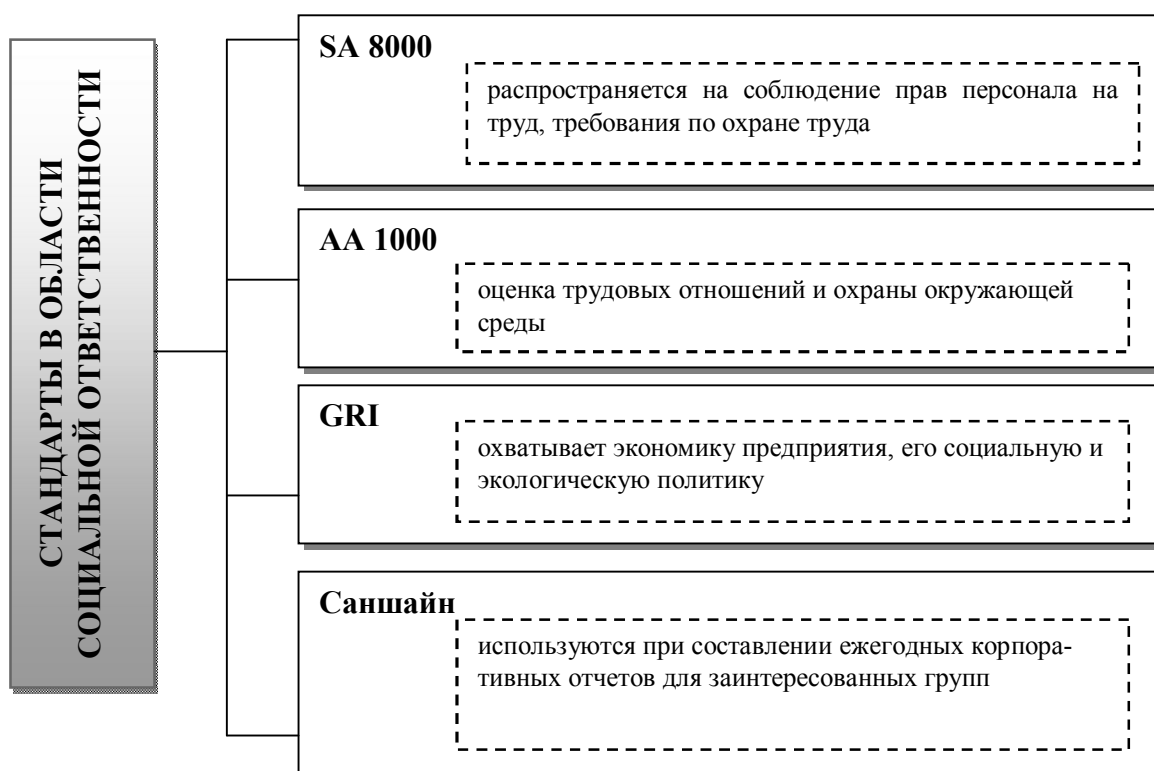 СТАНДАРТЫ В ОБЛАСТИ
СОЦИАЛЬНОЙ ОТВЕТСТВЕННОСТИ
SA 8000
распространяется на соблюдение прав персонала на
труд, требования по охране труда
AA 1000
оценка трудовых отношений и охраны окружающей
среды
GRI
охватывает экономику предприятия, его социальную и
экологическую политику
Саншайн
используются при составлении ежегодных корпора-
тивных отчетов для заинтересованных групп